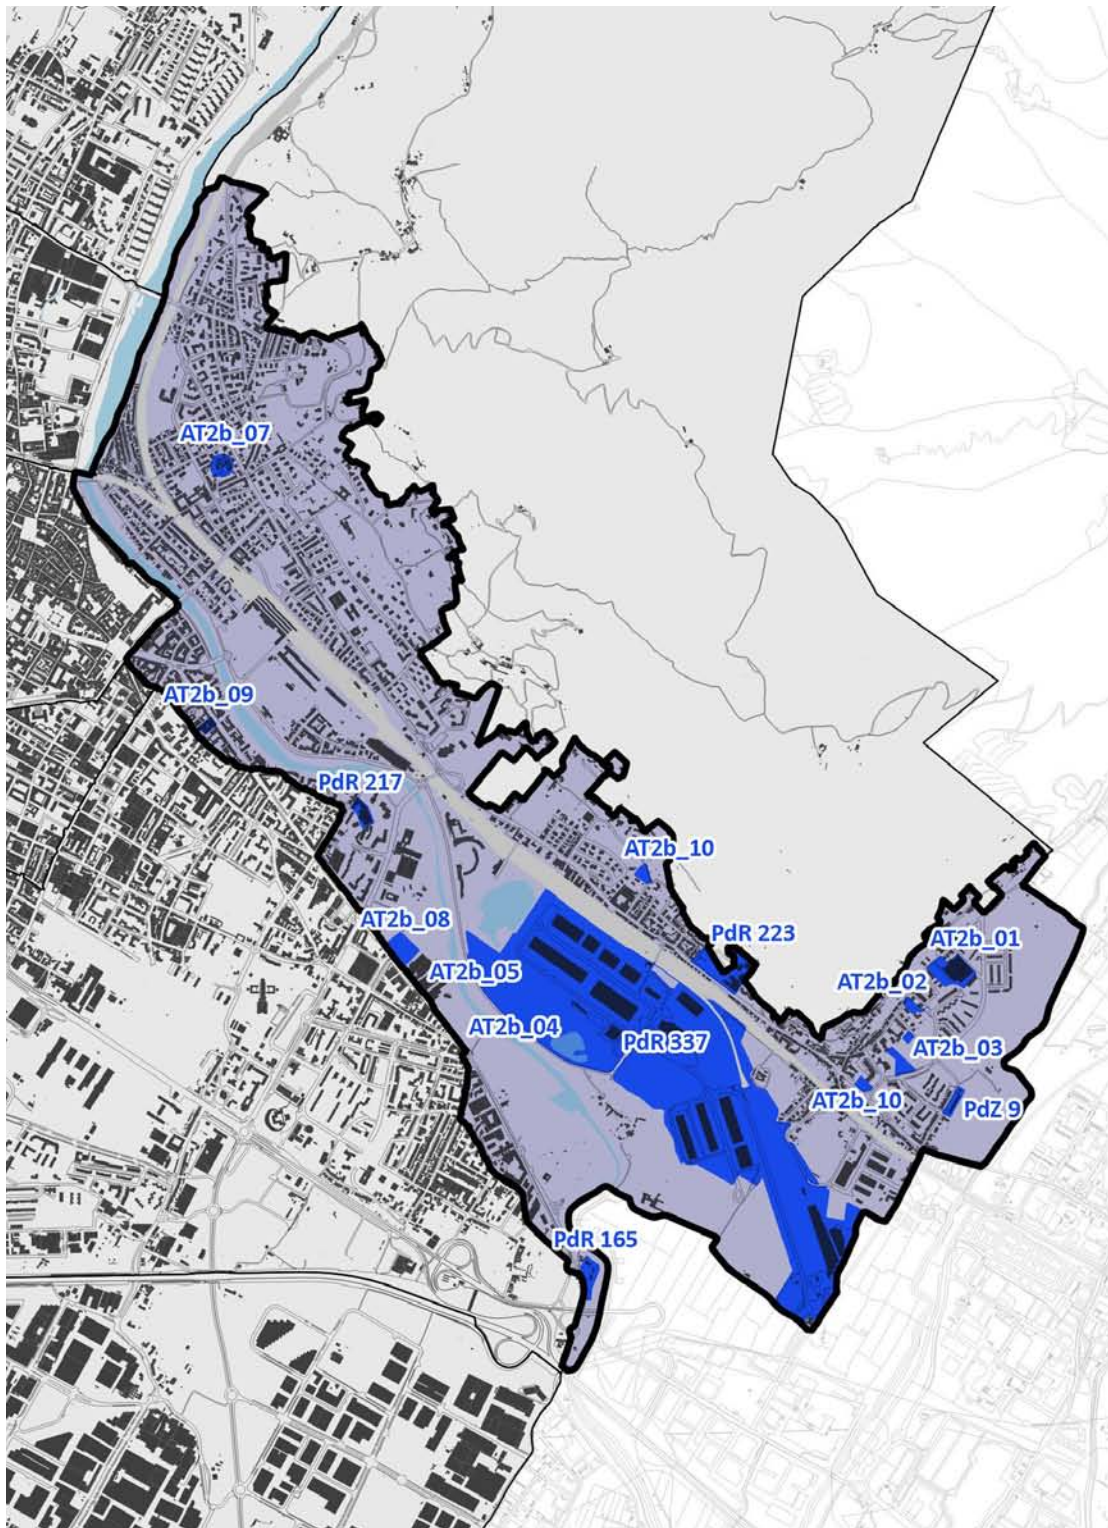 AT2b_07
AT2b_09
PdR 217
AT2b_10
AT2b_08
PdR 223
AT2b_01
AT2b_05
AT2b_02
AT2b_04
PdR 337
AT2b_03
AT2b_10
PdZ 9
PdR 165